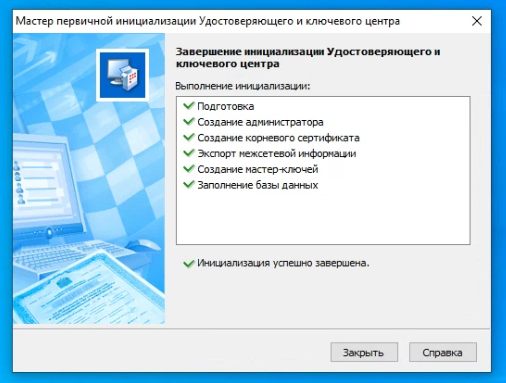 Мастер первичной инициализации Удостоверяющего и ключевого центра
Завершение инициализации Удостоверяющего и
ключевого центра
Выполнение инициализации:
Подготовка
Создание администратора
Создание корневого сертификата
Экспорт межсетевой информации
Создание мастер-ключей
Заполнение базы данных
Инициализация успешно завершена.
Закрыть
Справка